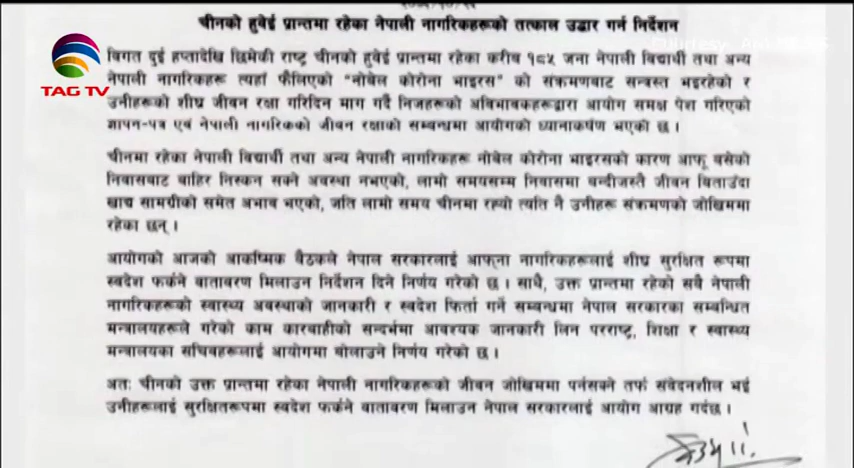 चीनको हुवेई प्रान्तमा रहेका नेपाली नागरिकहरूको तत्काल उद्धार गर्न निर्देशन
Courtesy:
TAG TV
बिगत दुई हप्तादेखि छिमेकी राष्ट्र चीनको हुबेई प्रान्तमा रहेका करीब १८५ जना नेपाली विद्यार्थी तथा अन्य
नेपाली नागरिकहरू त्यहाँ फैलिएको "नोबेल कोरोना भाइरस" को संक्रमणबाट सन्त्रस्त भइरहेको र
उनीहरूको शीघ्र जीवन रक्षा गरिदिन माग गर्दै निजहरूको अविभावकहरूद्वारा आयोग समक्ष पेश गरिएको
ज्ञापन-पत्र एवं नेपाली नागरिकको जीवन रक्षाको सम्बन्धमा आयोगको ध्यानाकर्षण भएको छ ।
चीनमा रहेका नेपाली विद्यार्थी तथा अन्य नेपाली नागरिकहरू नोबेल कोरोना भाइरसको कारण आफू बसेको
निवासबाट बाहिर निस्कन सक्ने अवस्था नभएको, लामो समयसम्म निवासमा बन्दीजस्तै जीवन बिताउँदा
खाद्य सामग्रीको समेत अभाव भएको, जति लामो समय चीनमा रह्यो त्यति नै उनीहरू संक्रमणको जोखिममा
रहेका छन् ।
आयोगको आजको आकष्मिक बैठकले नेपाल सरकारलाई आफ्ना नागरिकहरूलाई शीघ्र सुरक्षित रूपमा
स्वदेश फर्कने बातावरण मिलाउन निर्देशन दिने निर्णय गरेको छ । साथै, उक्त प्रान्तमा रहेको सबै नेपाली
नागरिकहरूको स्वास्थ्य अवस्थाको जानकारी र स्वदेश फिर्ता गर्ने सम्बन्धमा नेपाल सरकारका सम्बन्धित
मन्त्रालयहरूले गरेको काम कारबाहीको सन्दर्भमा आवश्यक जानकारी लिन परराष्ट्र, शिक्षा र स्वास्थ्य
मन्त्रालयका सचिबहरूलाई आयोगमा बोलाउने निर्णय गरेको छ ।
अतः चीनको उक्त प्रान्तमा रहेका नेपाली नागरिकहरूको जीवन जोखिममा पर्नसक्ने तर्फ संवेदनशील भई
उनीहरूलाई सुरक्षितरूपमा स्वदेश फर्कने बातावरण मिलाउन नेपाल सरकारलाई आयोग आग्रह गर्दछ ।